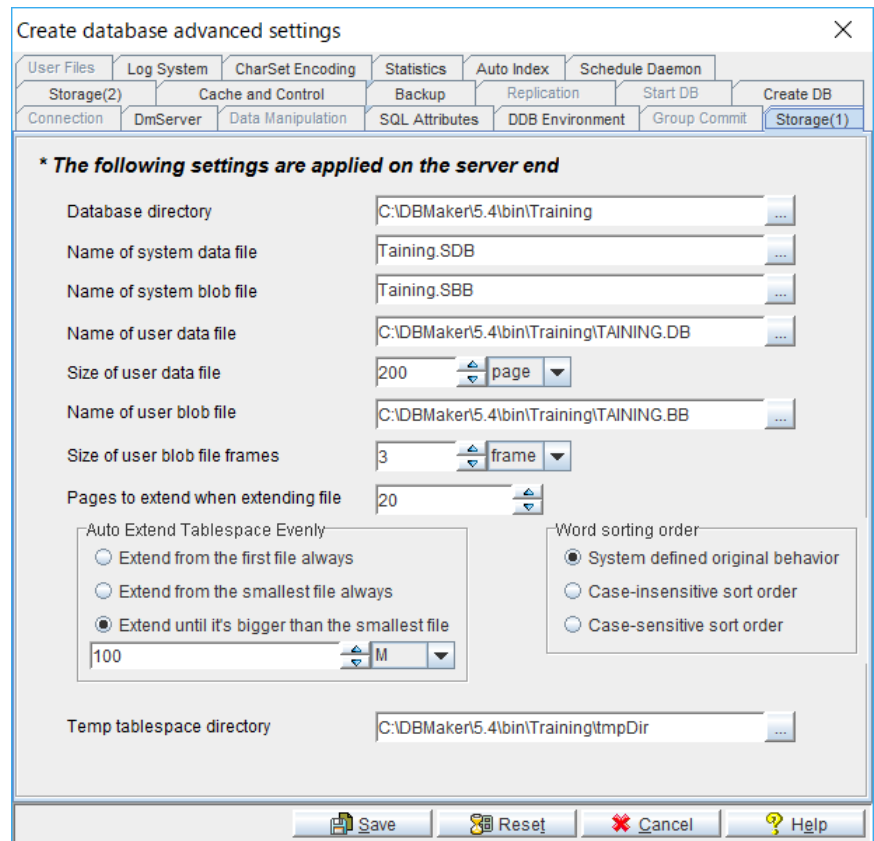 Create database advanced settings
User Files Log System CharSet Encoding Statistics Auto Index Schedule Daemon
Storage(2) Cache and Control Backup Replication Start DB Create DB
Connection DmServer Data Manipulation SQL Attributes DDB Environment Group Commit Storage(1)
* The following settings are applied on the server end
Database directory C:\DBMaker\5.4\bin\Training ...
Name of system data file Taining.SDB ...
Name of system blob file Taining.SBB ...
Name of user data file C:\DBMaker\5.4\bin\Training\TAINING.DB ...
Size of user data file 200 page
Name of user blob file C:\DBMaker\5.4\bin\Training\TAINING.BB ...
Size of user blob file frames 3 frame
Pages to extend when extending file 20
Auto Extend Tablespace Evenly
Extend from the first file always
Extend from the smallest file always
Extend until it's bigger than the smallest file
100 M
Word sorting order
System defined original behavior
Case-insensitive sort order
Case-sensitive sort order
Temp tablespace directory C:\DBMaker\5.4\bin\Training\tmpDir ...
Save Reset Cancel Help